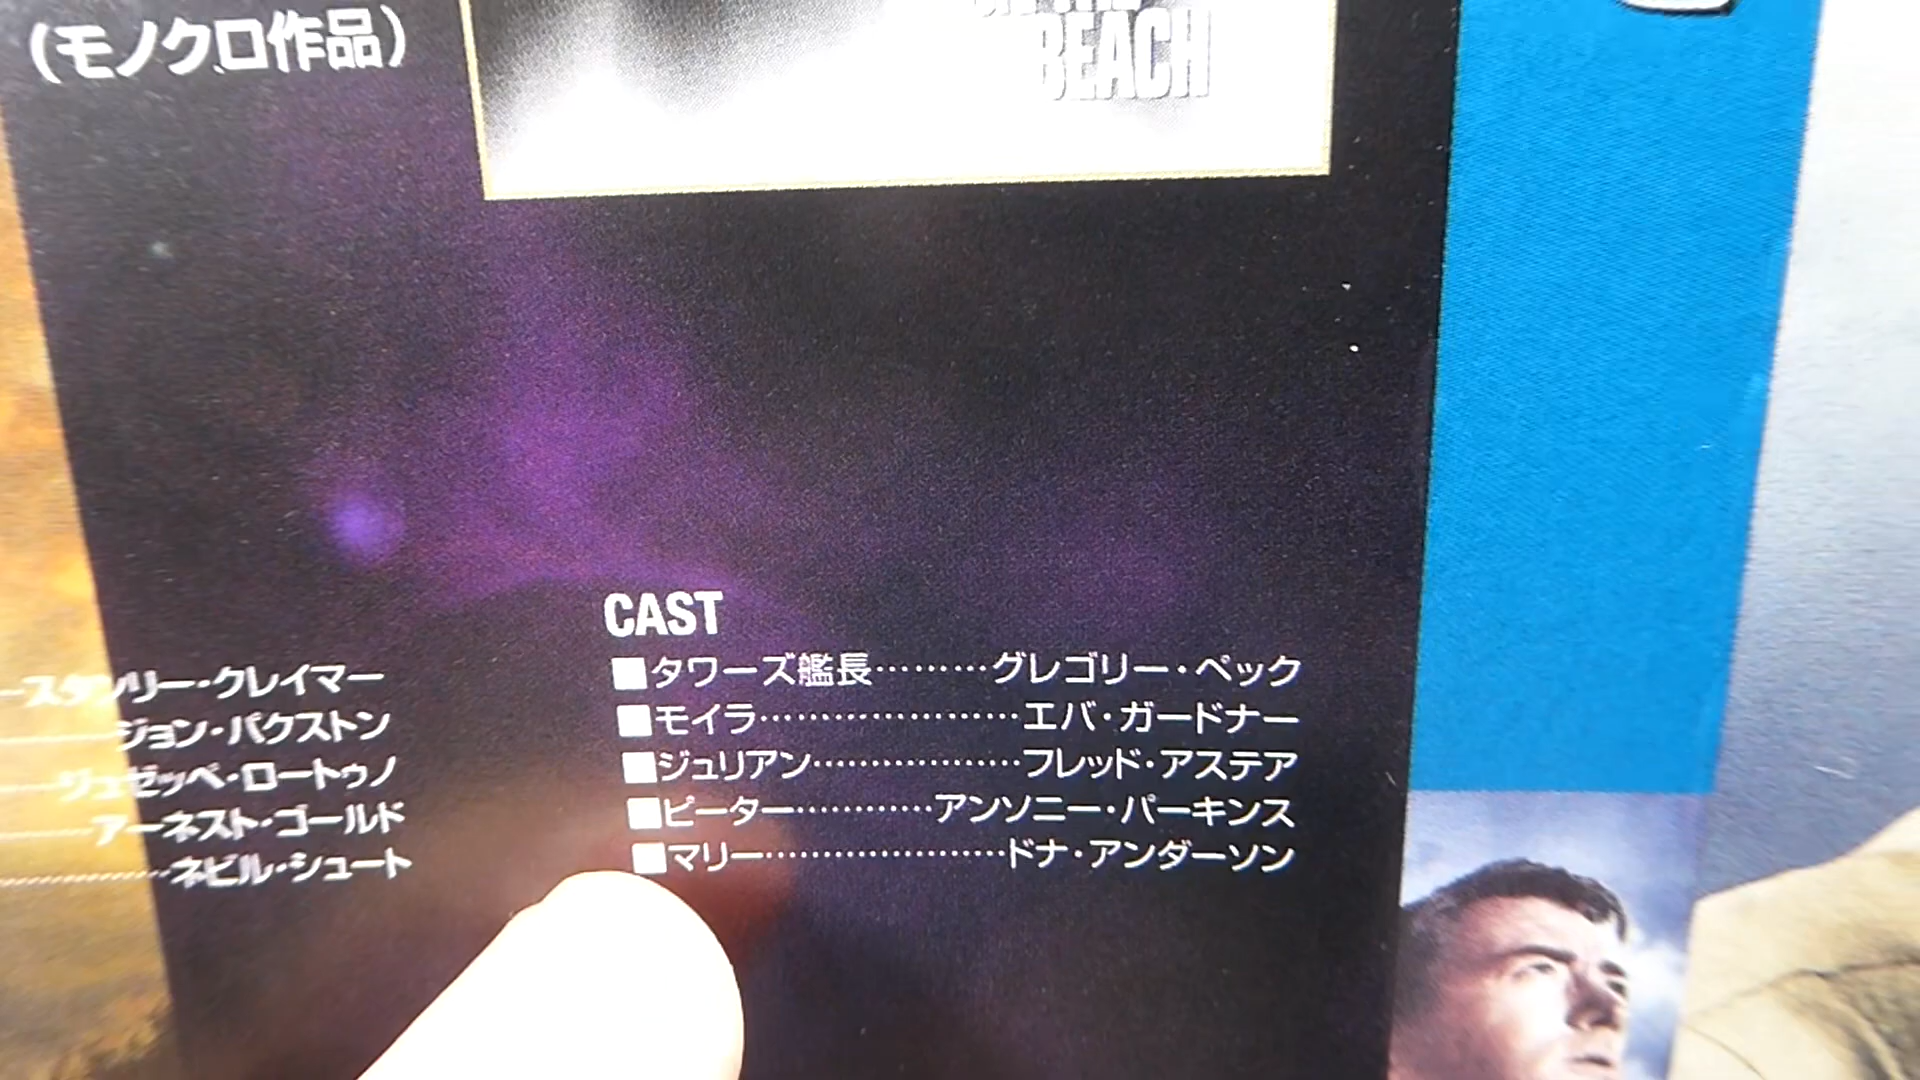 (モノクロ作品)
BEACH
スタンリー・クレイマー
ジョン・パクストン
ジュゼッペ・ロートゥノ
アーネスト・ゴールド
ネビル・シュート
CAST
■タワーズ艦長………グレゴリー・ペック
■モイラ…………………エバ・ガードナー
■ジュリアン………………フレッド・アステア
■ピーター…………アンソニー・パーキンス
■マリー…………………ドナ・アンダーソン